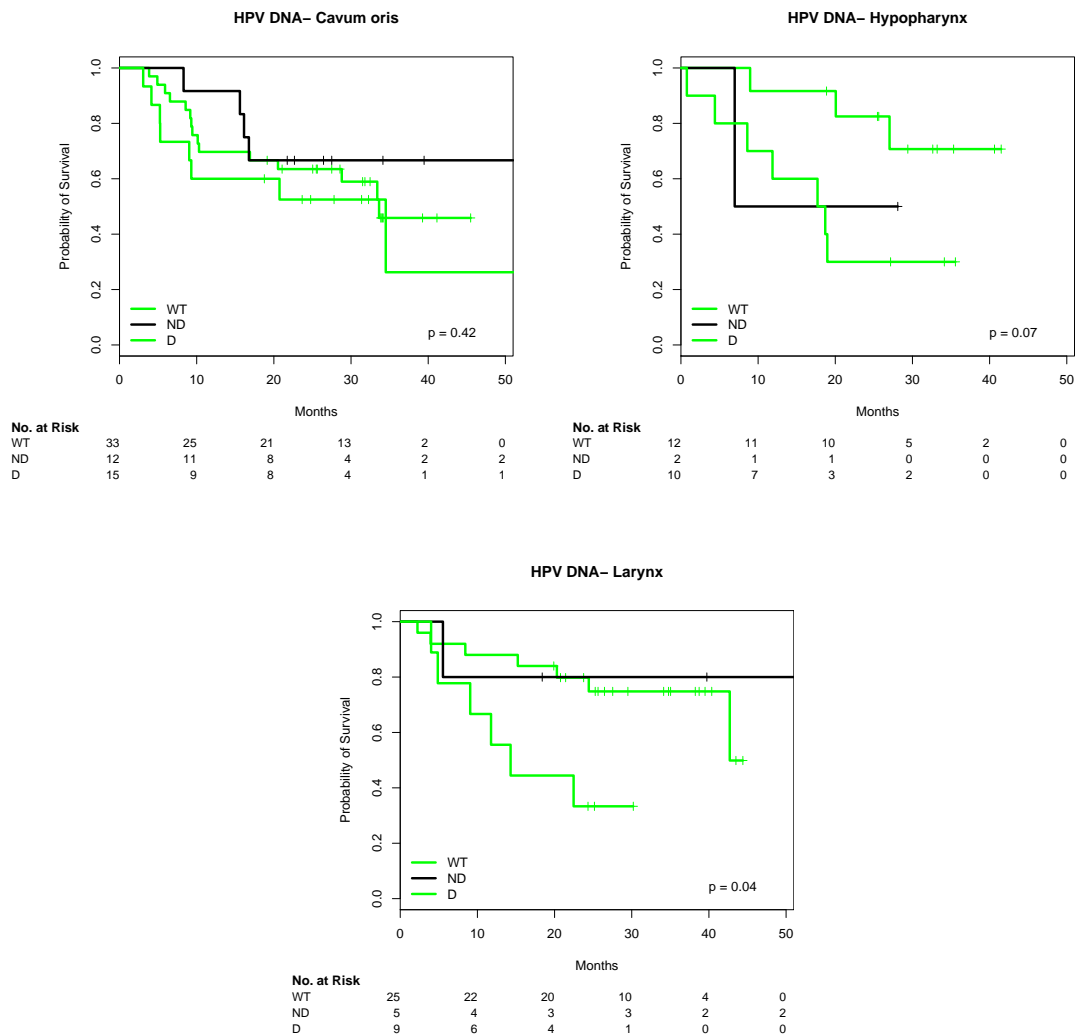 HPV DNA– Cavum oris
Probability of Survival
1.0
0.8
0.6
0.4
0.2
0.0
WT
ND
D
p = 0.42
0 10 20 30 40 50
Months
No. at Risk
WT 33 25 21 13 2 0
ND 12 11 8 4 2 2
D 15 9 8 4 1 1
HPV DNA– Hypopharynx
Probability of Survival
1.0
0.8
0.6
0.4
0.2
0.0
WT
ND
D
p = 0.07
0 10 20 30 40 50
Months
No. at Risk
WT 12 11 10 5 2 0
ND 2 1 1 0 0 0
D 10 7 3 2 0 0
HPV DNA– Larynx
Probability of Survival
1.0
0.8
0.6
0.4
0.2
0.0
WT
ND
D
p = 0.04
0 10 20 30 40 50
Months
No. at Risk
WT 25 22 20 10 4 0
ND 5 4 3 3 2 2
D 9 6 4 1 0 0